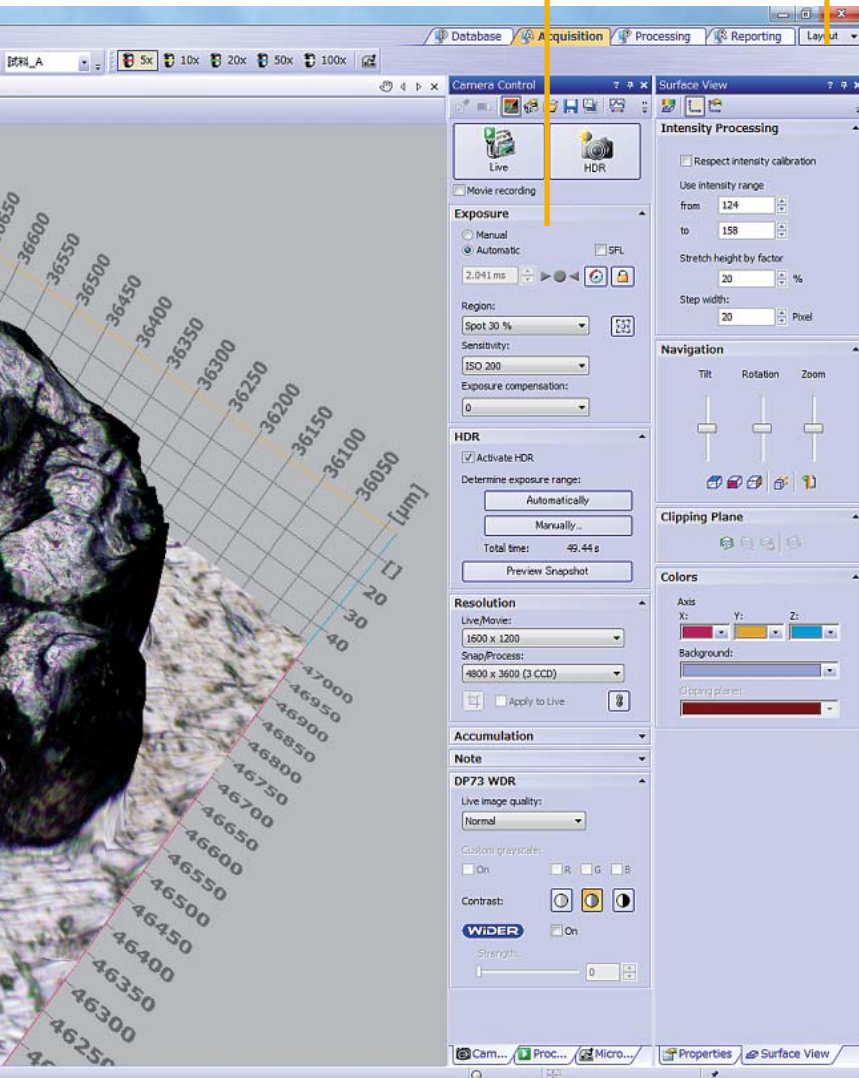 Database Acquisition Processing Reporting Layout
試料_A 5x 10x 20x 50x 100x
Camera Control
Live HDR
Movie recording
Exposure
Manual
Automatic SFL
2.041 ms
Region:
Spot 30 %
Sensitivity:
ISO 200
Exposure compensation:
0
HDR
Activate HDR
Determine exposure range:
Automatically
Manually...
Total time: 49.44 s
Preview Snapshot
Resolution
Live/Movie:
1600 x 1200
Snap/Process:
4800 x 3600 (3 CCD)
Apply to Live
Accumulation
Note
DP73 WDR
Live image quality:
Normal
Custom grayscale:
On R G B
Contrast:
WiDER On
Strength:
0
Cam... Proc... Micro...
Surface View
Intensity Processing
Respect intensity calibration
Use intensity range
from 124
to 158
Stretch height by factor
20 %
Step width:
20 Pixel
Navigation
Tilt Rotation Zoom
Clipping Plane
Colors
Axis
X: Y: Z:
Background:
Clipping plane:
Properties Surface View
36600
36550
36500
36450
36400
36350
36300
36250
36200
36150
36100
36050
[µm]
[]
20
30
40
47000
46950
46900
46850
46800
46750
46700
46650
46600
46550
46500
46450
46400
46350
46300
46250